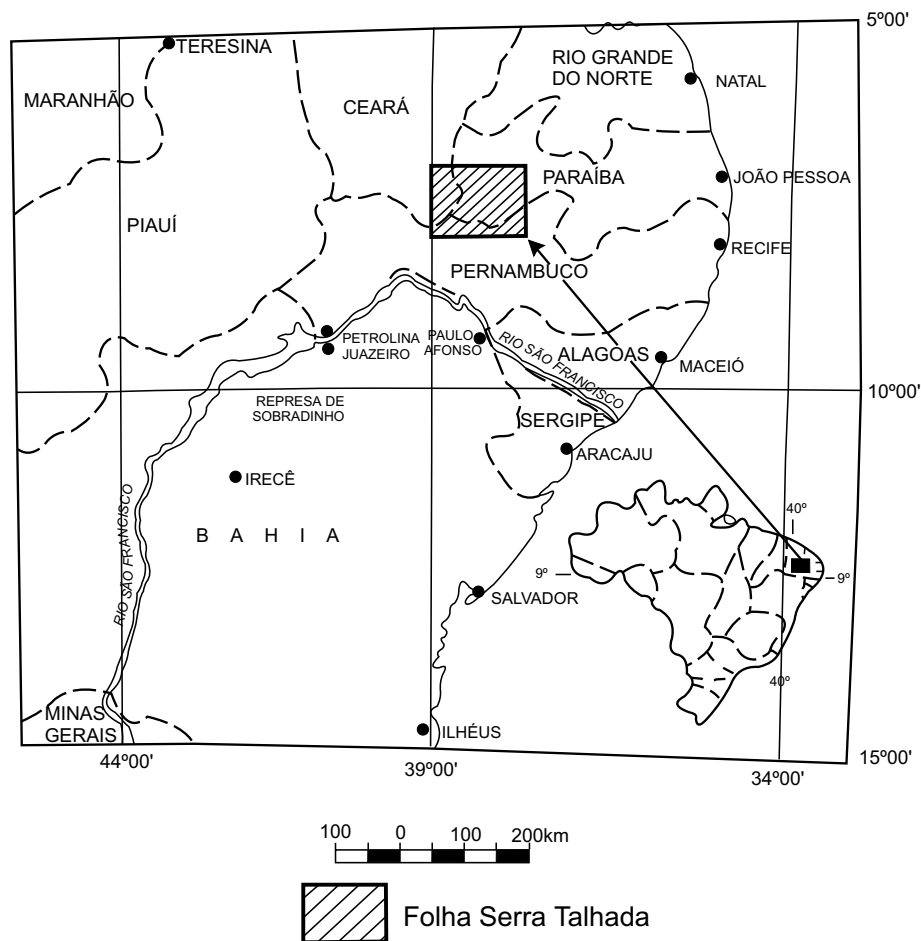 5º00'
TERESINA
RIO GRANDE
DO NORTE
NATAL
MARANHÃO
CEARÁ
PARAÍBA
JOÃO PESSOA
PIAUÍ
RECIFE
PERNAMBUCO
PETROLINA
JUAZEIRO
PAULO
AFONSO
RIO SÃO FRANCISCO
ALAGOAS
MACEIÓ
10º00'
REPRESA DE
SOBRADINHO
SERGIPE
ARACAJU
IRECÊ
BAHIA
RIO SÃO FRANCISCO
40º
9º
9º
40º
SALVADOR
MINAS
GERAIS
ILHÉUS
44º00'
39º00'
34º00'
15º00'
100 0 100 200km
Folha Serra Talhada